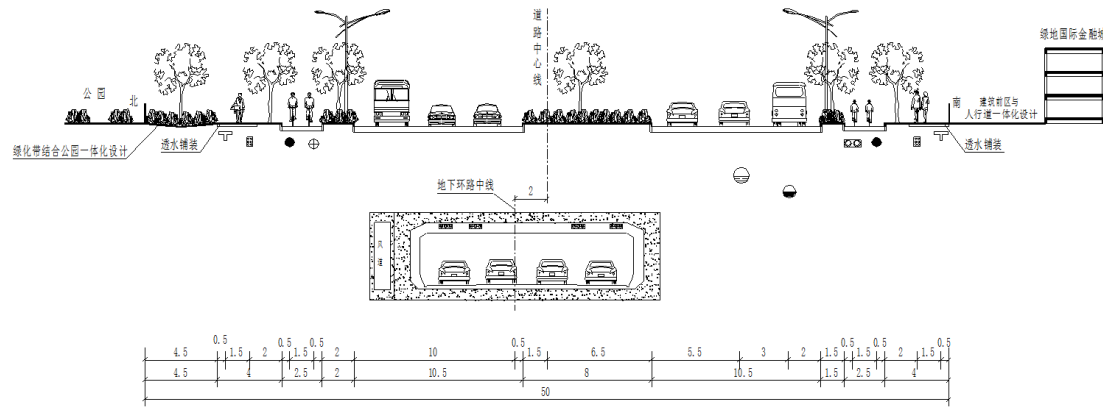 道路中心线
绿地国际金融城
公园
北
南
建筑前区与
人行道一体化设计
绿化带结合公园一体化设计
透水铺装
透水铺装
地下环路中线
2
0.5 0.5 0.5 0.5 0.5 0.5 0.5
4.5 1.5 2 1.5 2 10 1.5 6.5 5.5 3 2 1.5 1.5 2 1.5
4.5 4 2.5 2 10.5 8 10.5 1.5 2.5 4
50